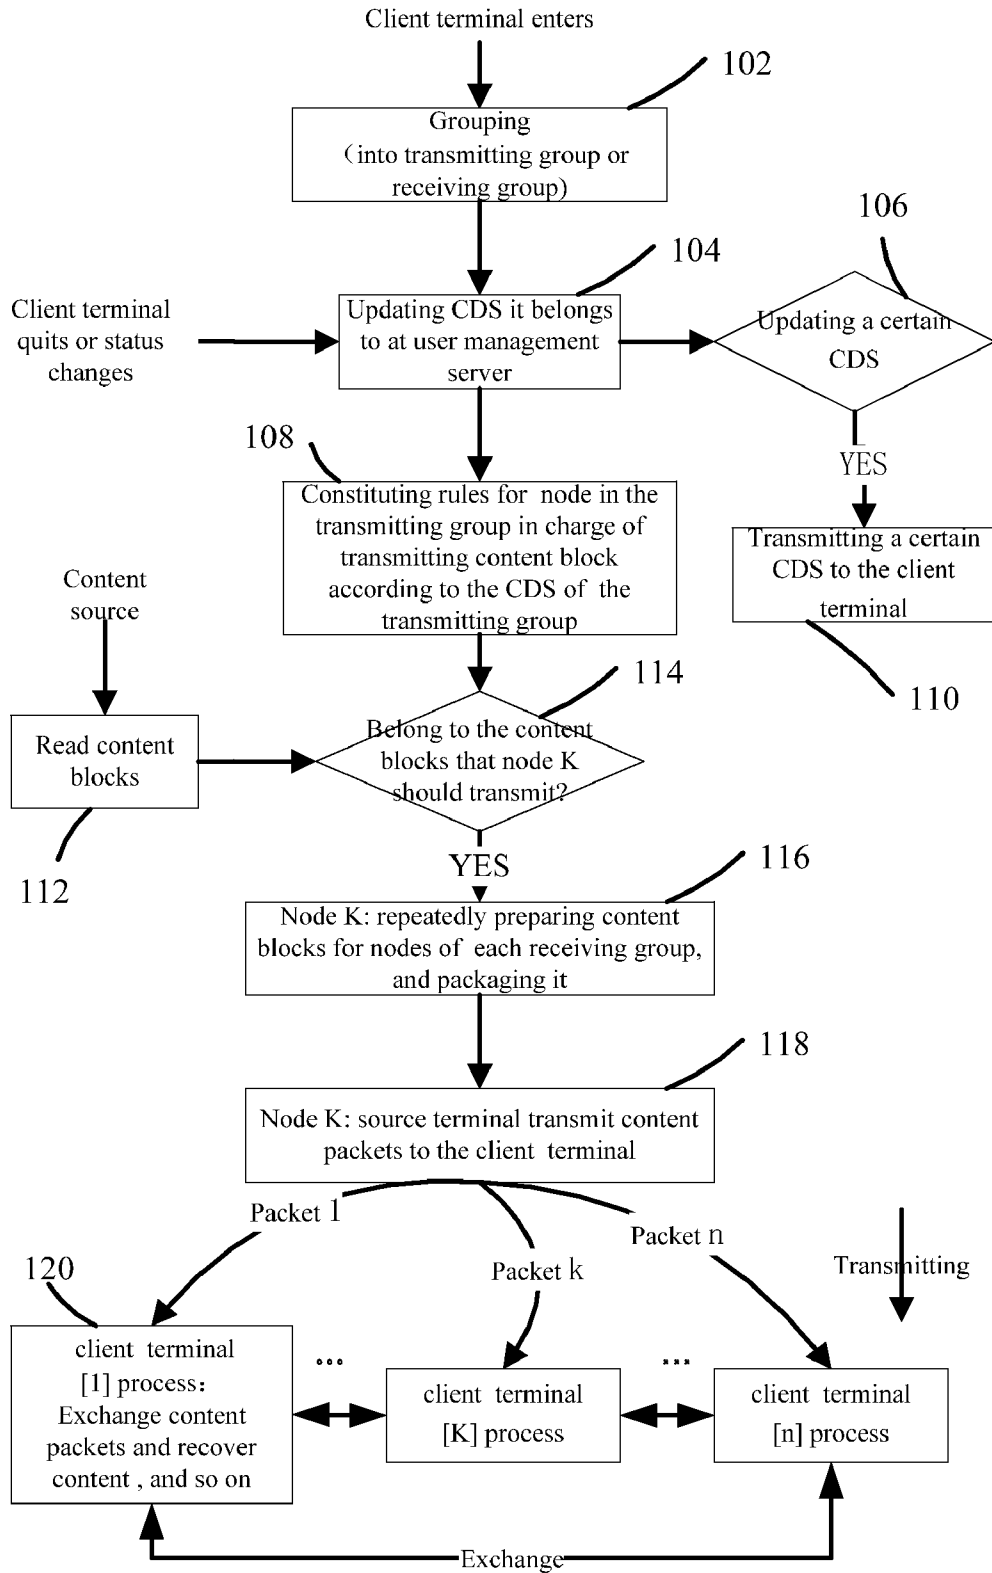 Client terminal enters
102
Grouping
（into transmitting group or
receiving group)
106
104
Client terminal
quits or status
changes
Updating CDS it belongs
to at user management
server
Updating a certain
CDS
108
YES
Constituting rules for node in the
transmitting group in charge of
transmitting content block
according to the CDS of the
transmitting group
Transmitting a certain
CDS to the client
terminal
Content
source
114
110
Read content
blocks
Belong to the content
blocks that node K
should transmit?
112
YES
116
Node K: repeatedly preparing content
blocks for nodes of each receiving group,
and packaging it
118
Node K: source terminal transmit content
packets to the client terminal
Packet 1
Packet k
Packet n
Transmitting
120
client terminal
[1] process：
Exchange content
packets and recover
content , and so on
...
client terminal
[K] process
...
client terminal
[n] process
Exchange